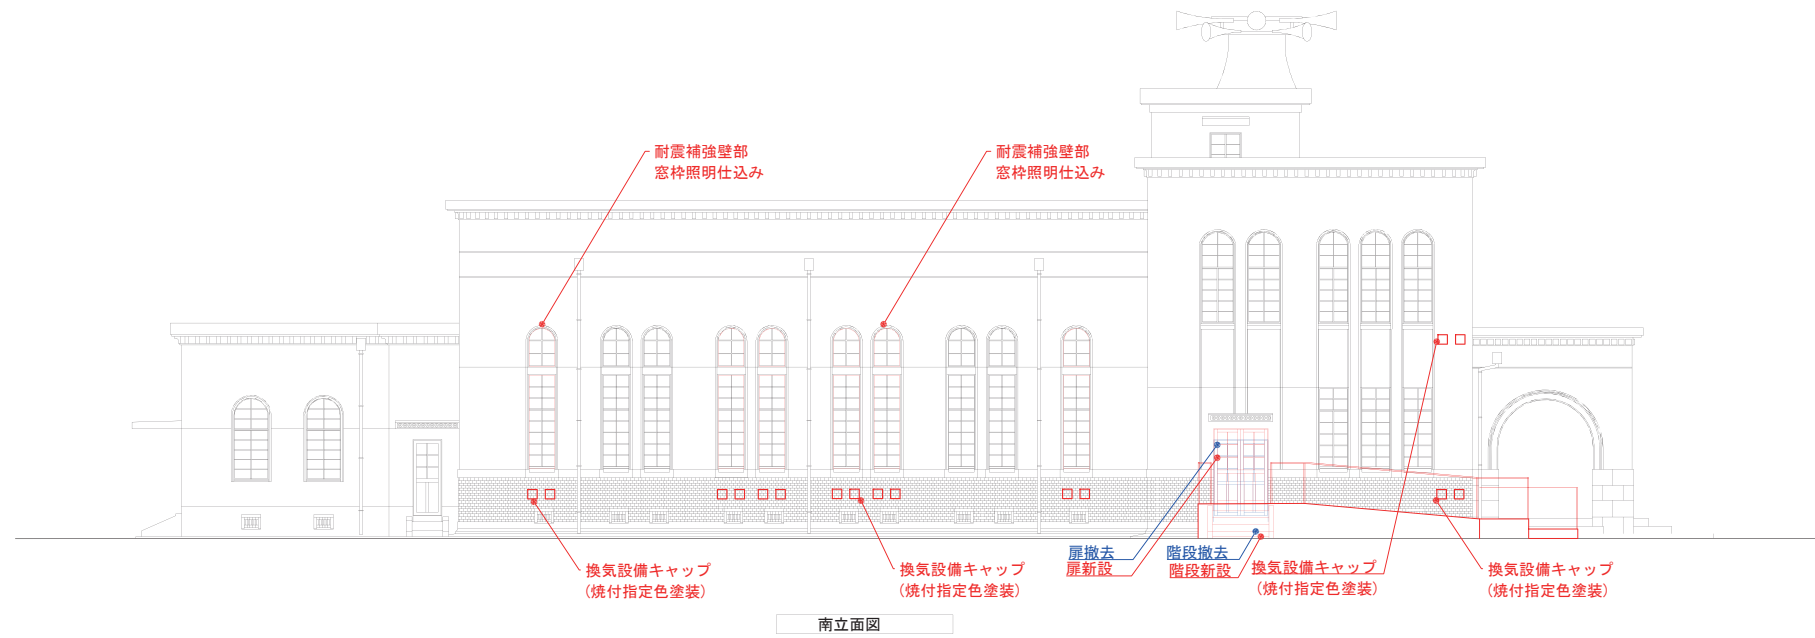 耐震補強壁部
窓枠照明仕込み
耐震補強壁部
窓枠照明仕込み
扉撤去
扉新設
階段撤去
階段新設
換気設備キャップ
(焼付指定色塗装)
換気設備キャップ
(焼付指定色塗装)
換気設備キャップ
(焼付指定色塗装)
換気設備キャップ
(焼付指定色塗装)
南立面図